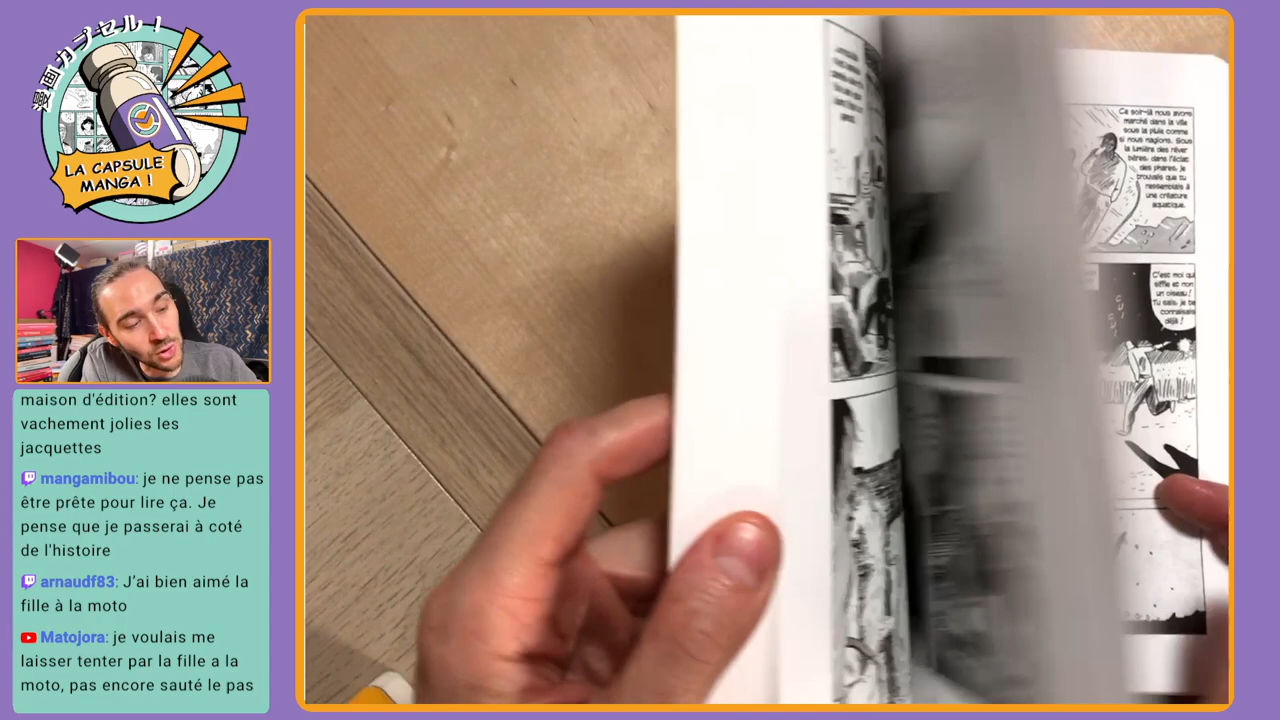 漫画カプセル!
LA CAPSULE
MANGA !
maison d'édition? elles sont
vachement jolies les
jacquettes
mangamibou: je ne pense pas
être prête pour lire ça. Je
pense que je passerai à coté
de l'histoire
arnaudf83: J'ai bien aimé la
fille à la moto
Matojora: je voulais me
laisser tenter par la fille a la
moto, pas encore sauté le pas
Ce soir-là nous avons
marché dans la ville
sous la pluie comme
si nous nagions. Sous
la lumière des réver
bères, dans l'éclat
des phares, je
trouvais que tu
ressemblais à
une créature
aquatique.
C'est moi qui
siffle et non
un oiseau !
Tu sais, je te
connaissais
déjà !